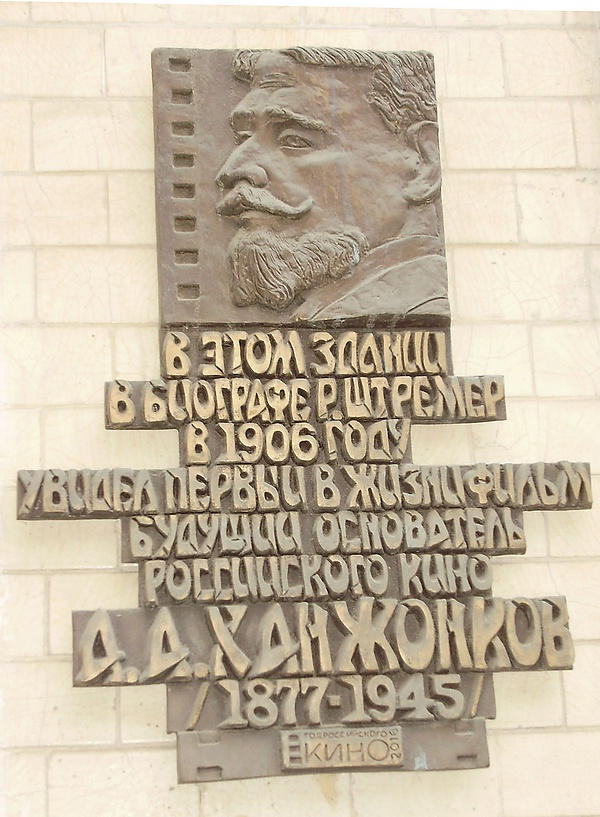 В ЭТОМ ЗДАНИИ
В БИОГРАФЕ Р. ШТРЕМЕР
В 1906 ГОДУ
УВИДЕЛ ПЕРВЫЙ В ЖИЗНИ ФИЛЬМ
БУДУЩИЙ ОСНОВАТЕЛЬ
РОССИЙСКОГО КИНО
А.А.ХАНЖОНКОВ
/1877-1945/
ГОД РОССИЙСКОГО
КИНО 2016